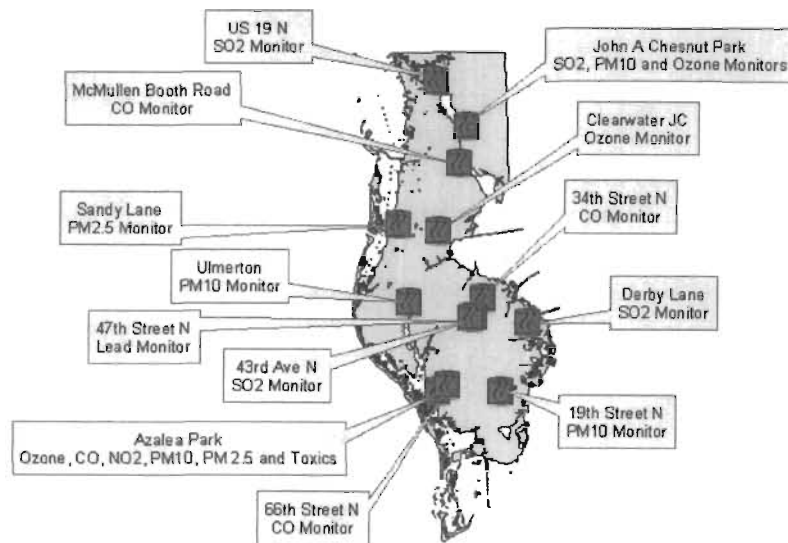 US 19 N
SO2 Monitor
John A Chesnut Park
SO2, PM10 and Ozone Monitors
McMullen Booth Road
CO Monitor
Clearwater JC
Ozone Monitor
34th Street N
CO Monitor
Sandy Lane
PM2.5 Monitor
Ulmerton
PM10 Monitor
Derby Lane
SO2 Monitor
47th Street N
Lead Monitor
43rd Ave N
SO2 Monitor
19th Street N
PM10 Monitor
Azalea Park
Ozone, CO, NO2, PM10, PM2.5 and Toxics
66th Street N
CO Monitor